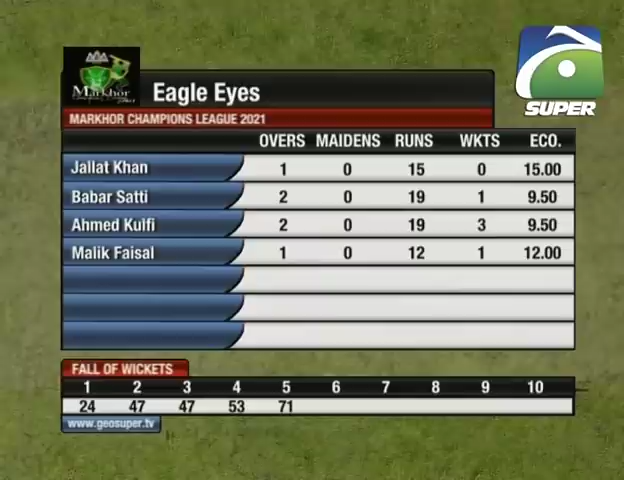 Markhor
Eagle Eyes
SUPER
MARKHOR CHAMPIONS LEAGUE 2021
OVERS MAIDENS RUNS WKTS ECO.
Jallat Khan 1 0 15 0 15.00
Babar Satti 2 0 19 1 9.50
Ahmed Kulfi 2 0 19 3 9.50
Malik Faisal 1 0 12 1 12.00
FALL OF WICKETS
1 2 3 4 5 6 7 8 9 10
24 47 47 53 71
www.geosuper.tv